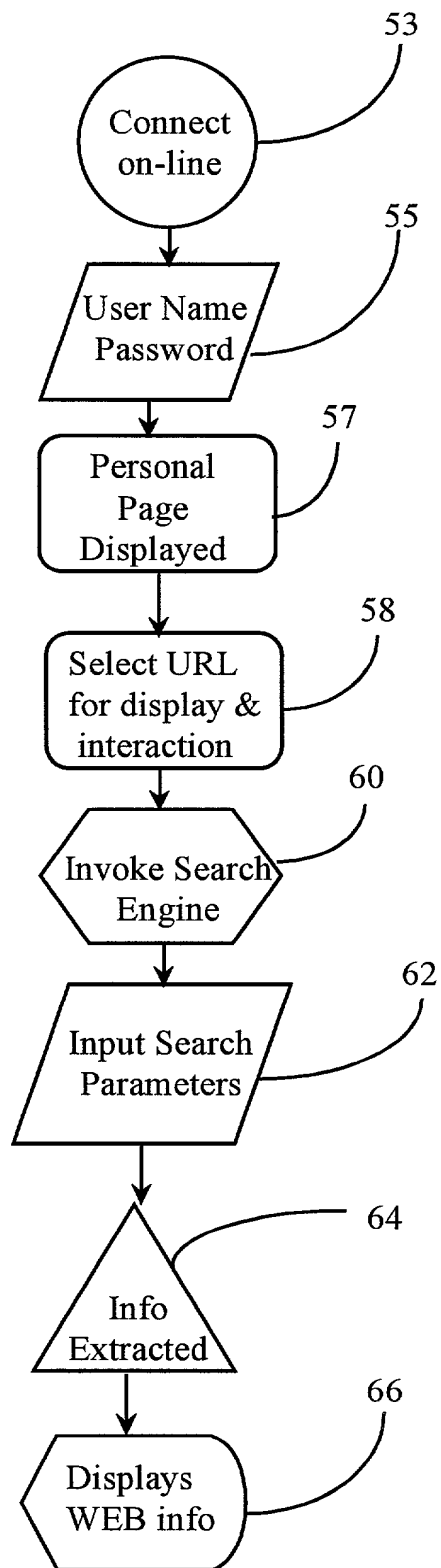 53
Connect
on-line
55
User Name
Password
57
Personal
Page
Displayed
58
Select URL
for display &
interaction
60
Invoke Search
Engine
62
Input Search
Parameters
64
Info
Extracted
66
Displays
WEB info